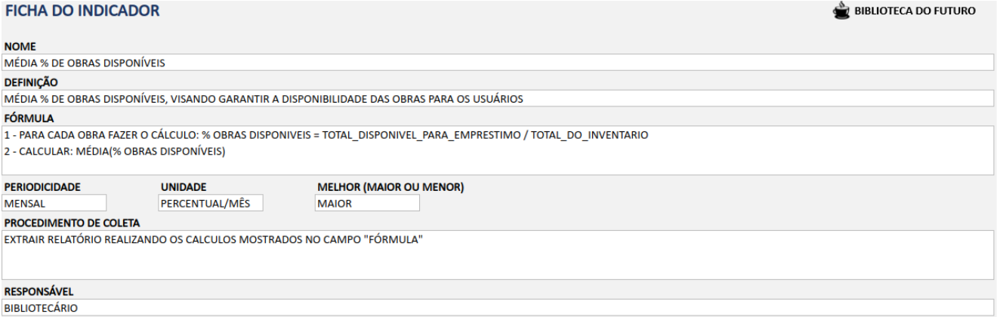 FICHA DO INDICADOR
BIBLIOTECA DO FUTURO
NOME
MÉDIA % DE OBRAS DISPONÍVEIS
DEFINIÇÃO
MÉDIA % DE OBRAS DISPONÍVEIS, VISANDO GARANTIR A DISPONIBILIDADE DAS OBRAS PARA OS USUÁRIOS
FÓRMULA
1 - PARA CADA OBRA FAZER O CÁLCULO: % OBRAS DISPONIVEIS = TOTAL_DISPONIVEL_PARA_EMPRESTIMO / TOTAL_DO_INVENTARIO
2 - CALCULAR: MÉDIA(% OBRAS DISPONÍVEIS)
PERIODICIDADE UNIDADE MELHOR (MAIOR OU MENOR)
MENSAL PERCENTUAL/MÊS MAIOR
PROCEDIMENTO DE COLETA
EXTRAIR RELATÓRIO REALIZANDO OS CALCULOS MOSTRADOS NO CAMPO "FÓRMULA"
RESPONSÁVEL
BIBLIOTECÁRIO